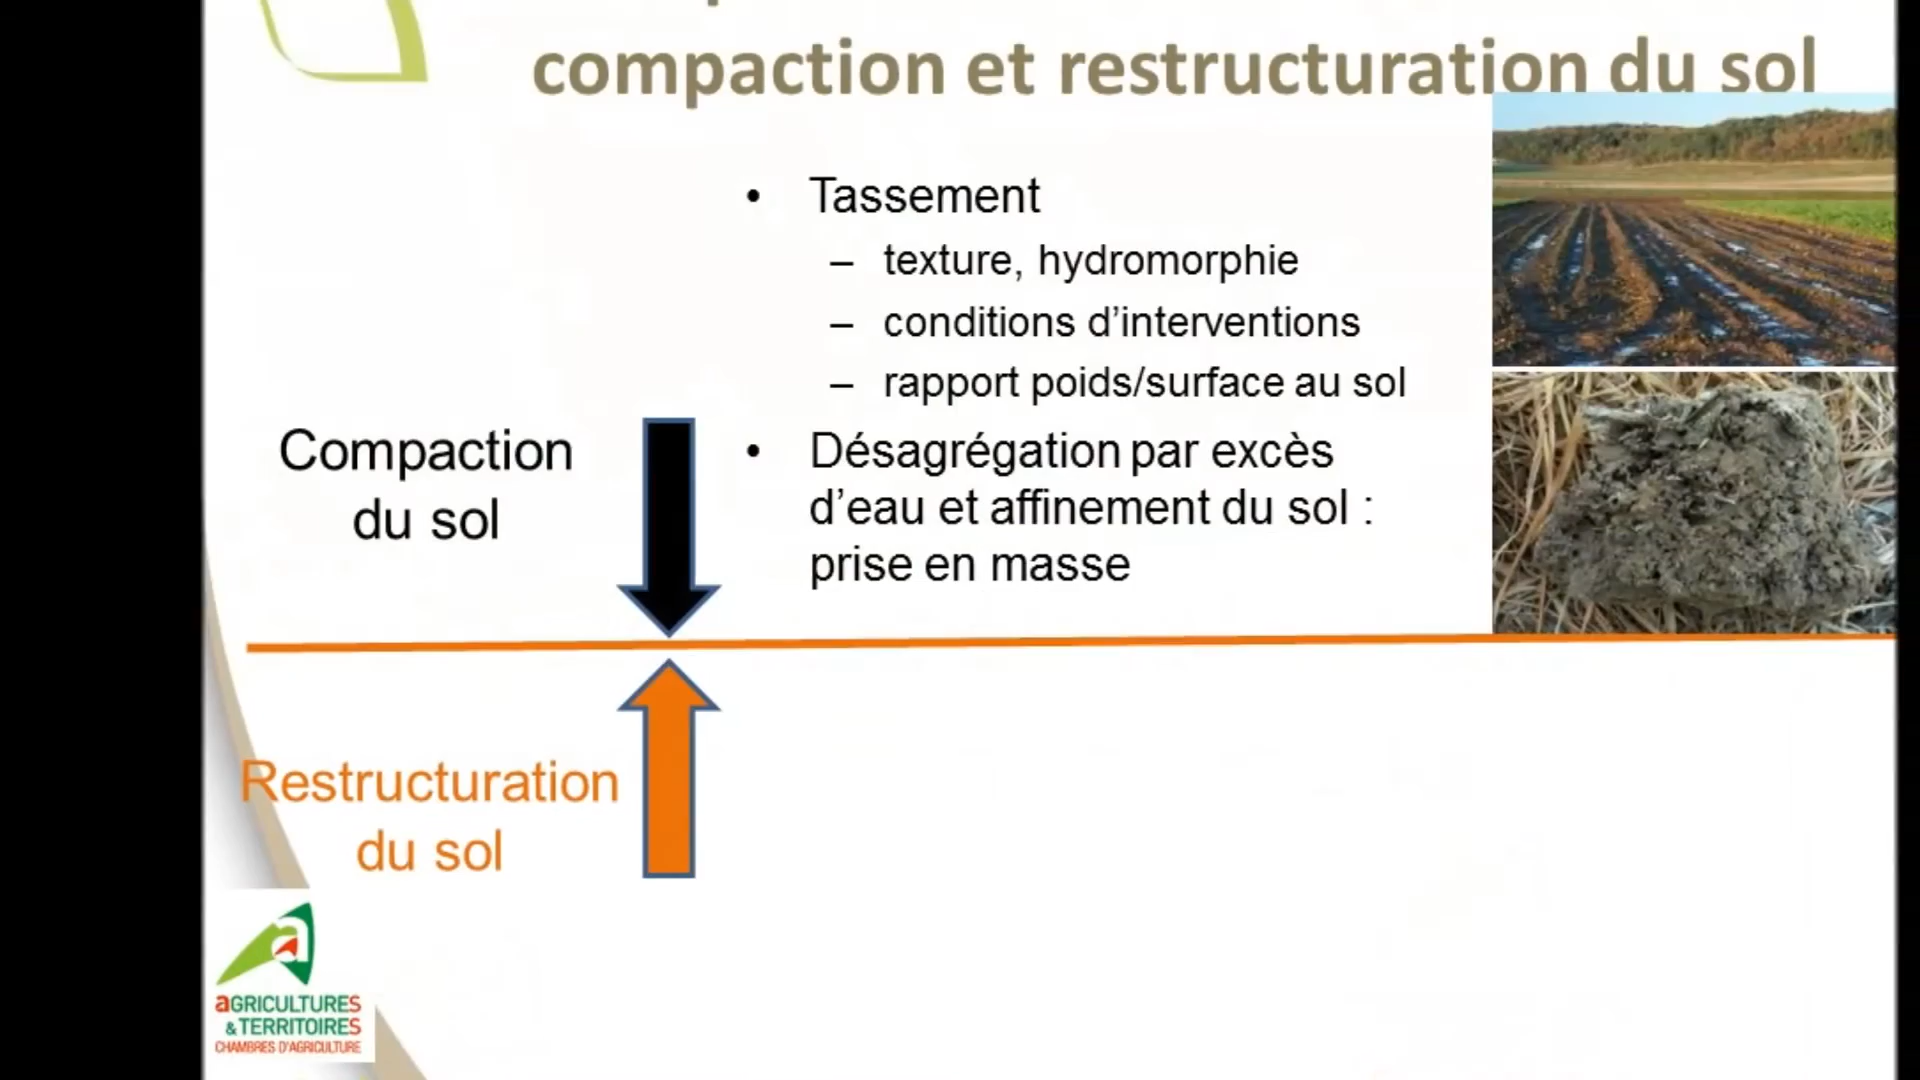 compaction et restructuration du sol
• Tassement
– texture, hydromorphie
– conditions d'interventions
– rapport poids/surface au sol
Compaction
du sol
• Désagrégation par excès
d'eau et affinement du sol :
prise en masse
Restructuration
du sol
a
aGRICULTURES
& TERRITOIRES
CHAMBRES D'AGRICULTURE